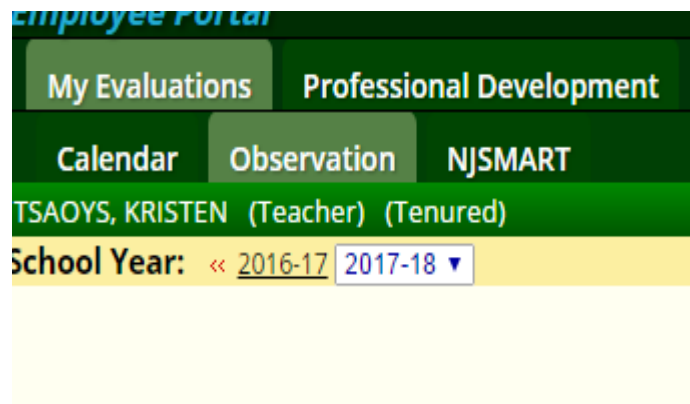 Employee Portal
My Evaluations Professional Development
Calendar Observation NJSMART
TSAOYS, KRISTEN (Teacher) (Tenured)
School Year: « 2016-17 2017-18 ▼